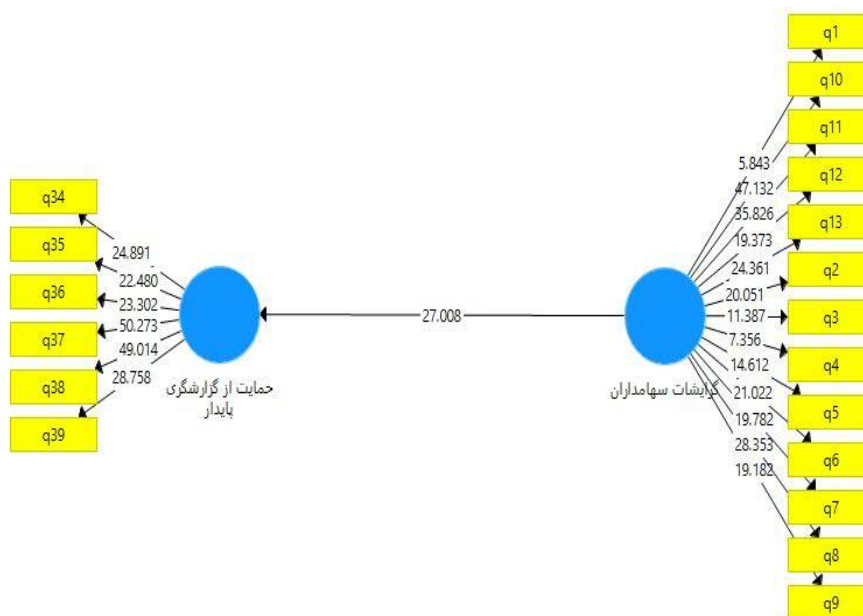 q1
q10
q11
q12
q13
q2
q3
q4
q5
q6
q7
q8
q9
5.843
47.132
35.826
19.373
24.361
20.051
11.387
7.356
14.612
21.022
19.782
28.353
19.182
گرایشات سهامداران
27.008
حمایت از گزارشگری
پایدار
24.891
22.480
23.302
50.273
49.014
28.758
q34
q35
q36
q37
q38
q39